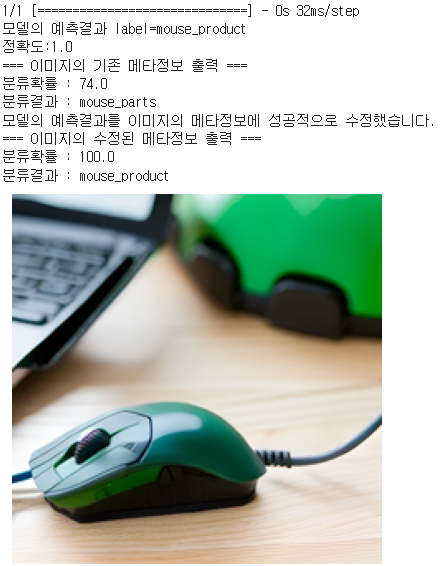 1/1 [==============================] - 0s 32ms/step
모델의 예측결과 label=mouse_product
정확도:1.0
=== 이미지의 기존 메타정보 출력 ===
분류확률 : 74.0
분류결과 : mouse_parts
모델의 예측결과를 이미지의 메타정보에 성공적으로 수정했습니다.
=== 이미지의 수정된 메타정보 출력 ===
분류확률 : 100.0
분류결과 : mouse_product